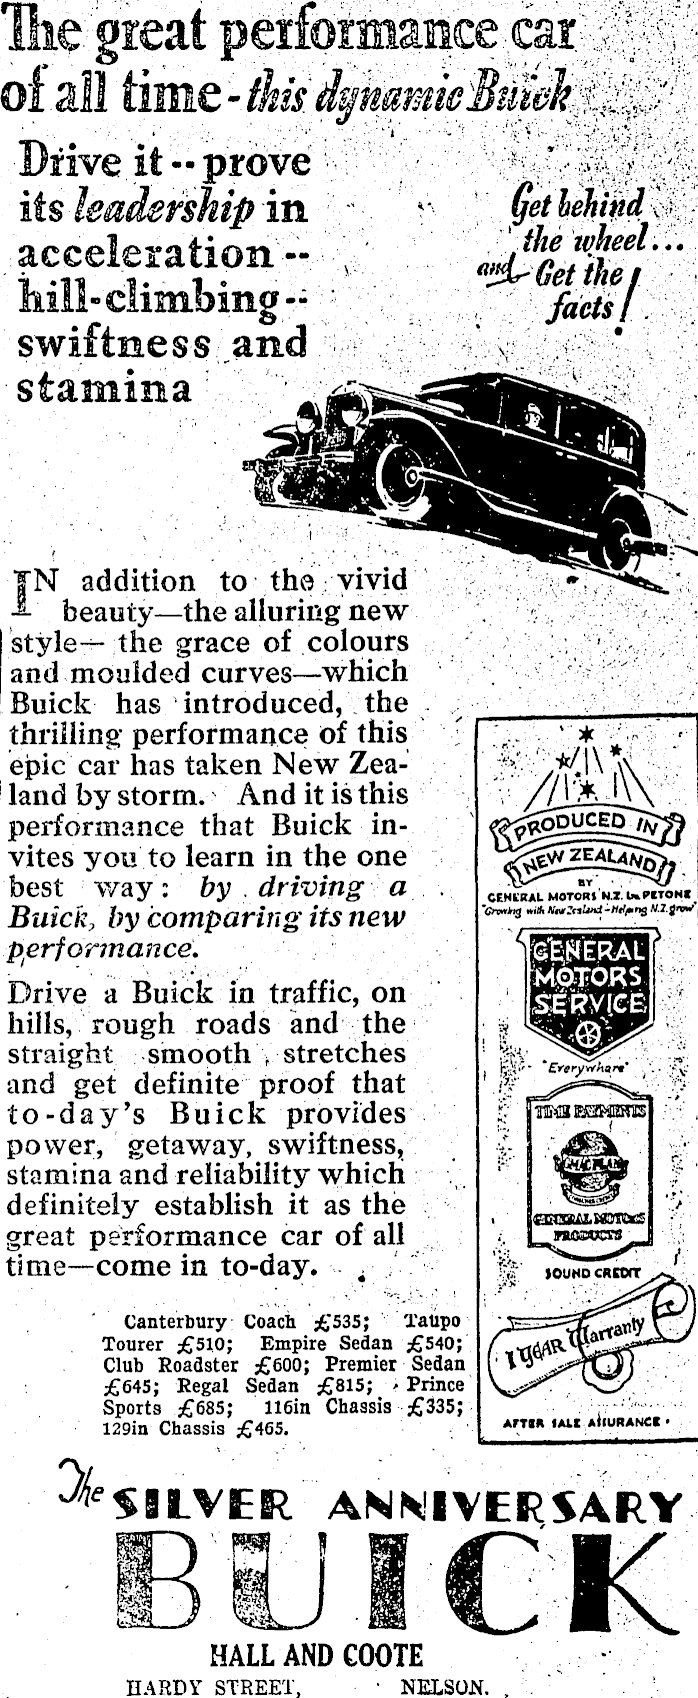 The great performance car
of all time - this dynamic Buick
Drive it -- prove
its leadership in
acceleration --
hill-climbing --
swiftness and
stamina
Get behind
the wheel...
and Get the
facts!
IN addition to the vivid
beauty—the alluring new
style— the grace of colours
and moulded curves—which
Buick has introduced, the
thrilling performance of this
epic car has taken New Zea-
land by storm. And it is this
performance that Buick in-
vites you to learn in the one
best way: by driving a
Buick, by comparing its new
performance.
Drive a Buick in traffic, on
hills, rough roads and the
straight smooth stretches
and get definite proof that
to-day's Buick provides
power, getaway, swiftness,
stamina and reliability which
definitely establish it as the
great performance car of all
time—come in to-day.
PRODUCED IN
NEW ZEALAND
BY
GENERAL MOTORS N.Z. Ltd. PETONE
"Growing with New Zealand - Helping N.Z. grow"
GENERAL
MOTORS
SERVICE
"Everywhere"
TIME PAYMENTS
GMAC PLAN
GENERAL MOTORS
PRODUCTS
SOUND CREDIT
1 YEAR Warranty
AFTER SALE ASSURANCE
Canterbury Coach £535; Taupo
Tourer £510; Empire Sedan £540;
Club Roadster £600; Premier Sedan
£645; Regal Sedan £815; Prince
Sports £685; 116in Chassis £335;
129in Chassis £465.
The SILVER ANNIVERSARY
BUICK
HALL AND COOTE
HARDY STREET, NELSON.